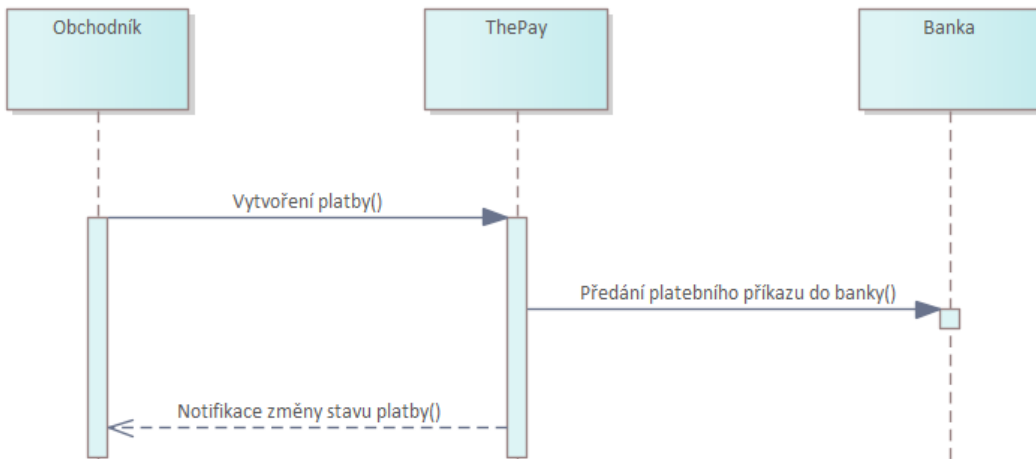 Obchodník
ThePay
Banka
Vytvoření platby()
Předání platebního příkazu do banky()
Notifikace změny stavu platby()